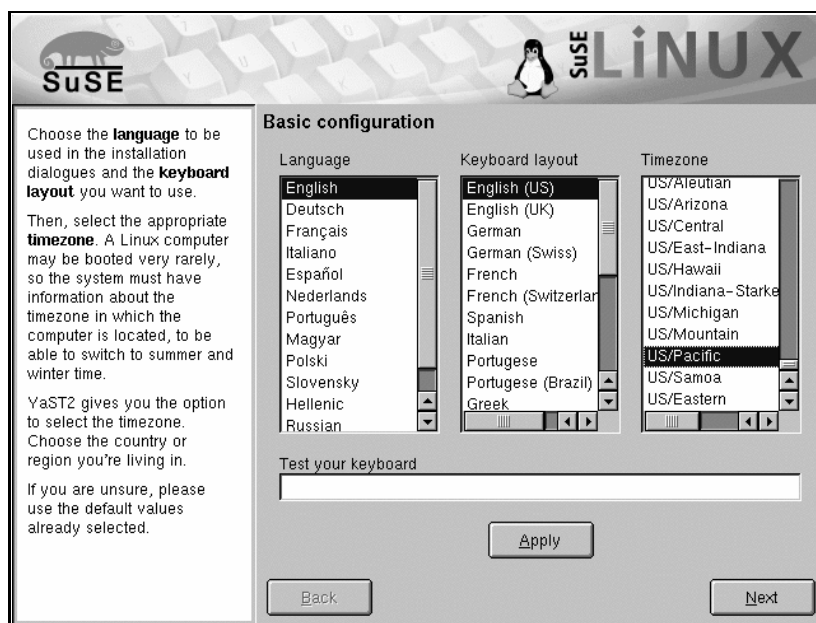 SuSE
SuSE LiNUX
Choose the language to be
used in the installation
dialogues and the keyboard
layout you want to use.
Then, select the appropriate
timezone. A Linux computer
may be booted very rarely,
so the system must have
information about the
timezone in which the
computer is located, to be
able to switch to summer and
winter time.
YaST2 gives you the option
to select the timezone.
Choose the country or
region you're living in.
If you are unsure, please
use the default values
already selected.
Basic configuration
Language
English
Deutsch
Français
Italiano
Español
Nederlands
Português
Magyar
Polski
Slovensky
Hellenic
Russian
Keyboard layout
English (US)
English (UK)
German
German (Swiss)
French
French (Switzerlar
Spanish
Italian
Portugese
Portugese (Brazil)
Greek
Timezone
US/Aleutian
US/Arizona
US/Central
US/East-Indiana
US/Hawaii
US/Indiana-Starke
US/Michigan
US/Mountain
US/Pacific
US/Samoa
US/Eastern
Test your keyboard
Apply
Back
Next